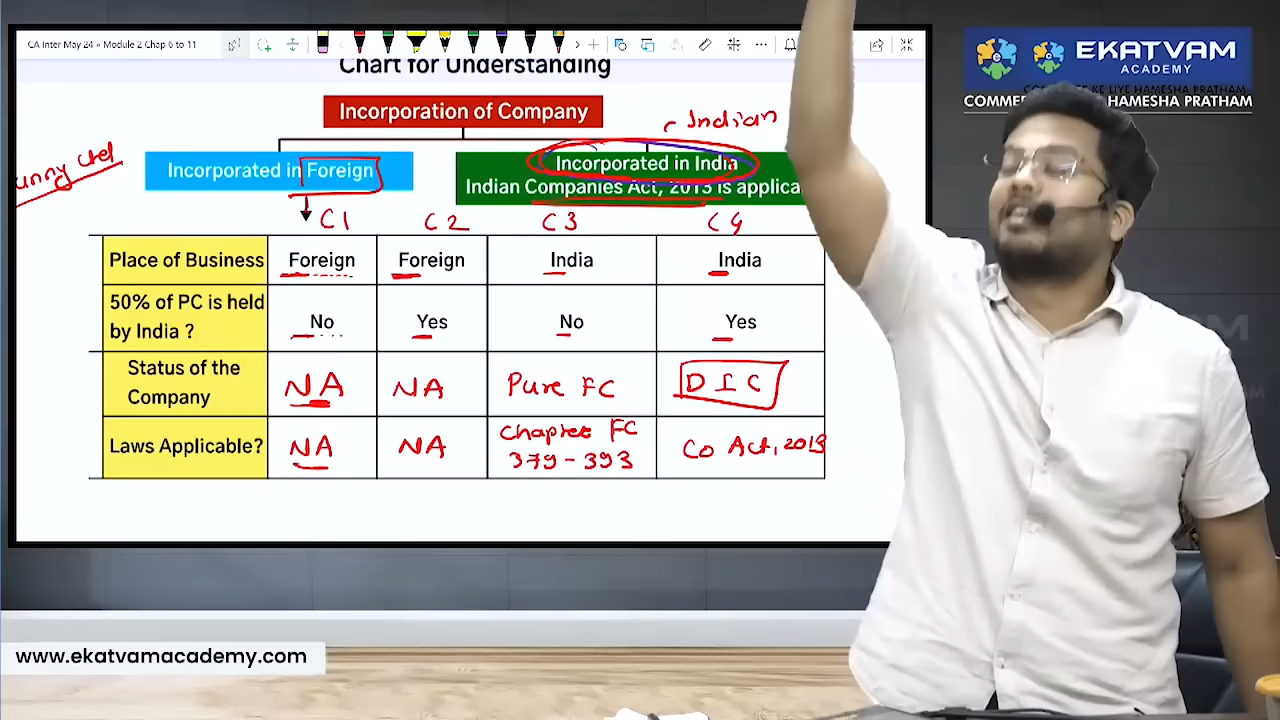 CA Inter May 24 » Module 2 Chap 6 to 11
EKATVAM
ACADEMY
HAMESHA PRATHAM
Chart for Understanding
Incorporation of Company
Indian
Incorporated in Foreign
Incorporated in India
Indian Companies Act, 2013 is applica
C1 C2 C3 C4
Place of Business Foreign Foreign India India
50% of PC is held
by India ? No Yes No Yes
Status of the
Company NA NA Pure FC DIC
Laws Applicable? NA NA Chapter FC
379-393 Co Act, 2013
www.ekatvamacademy.com